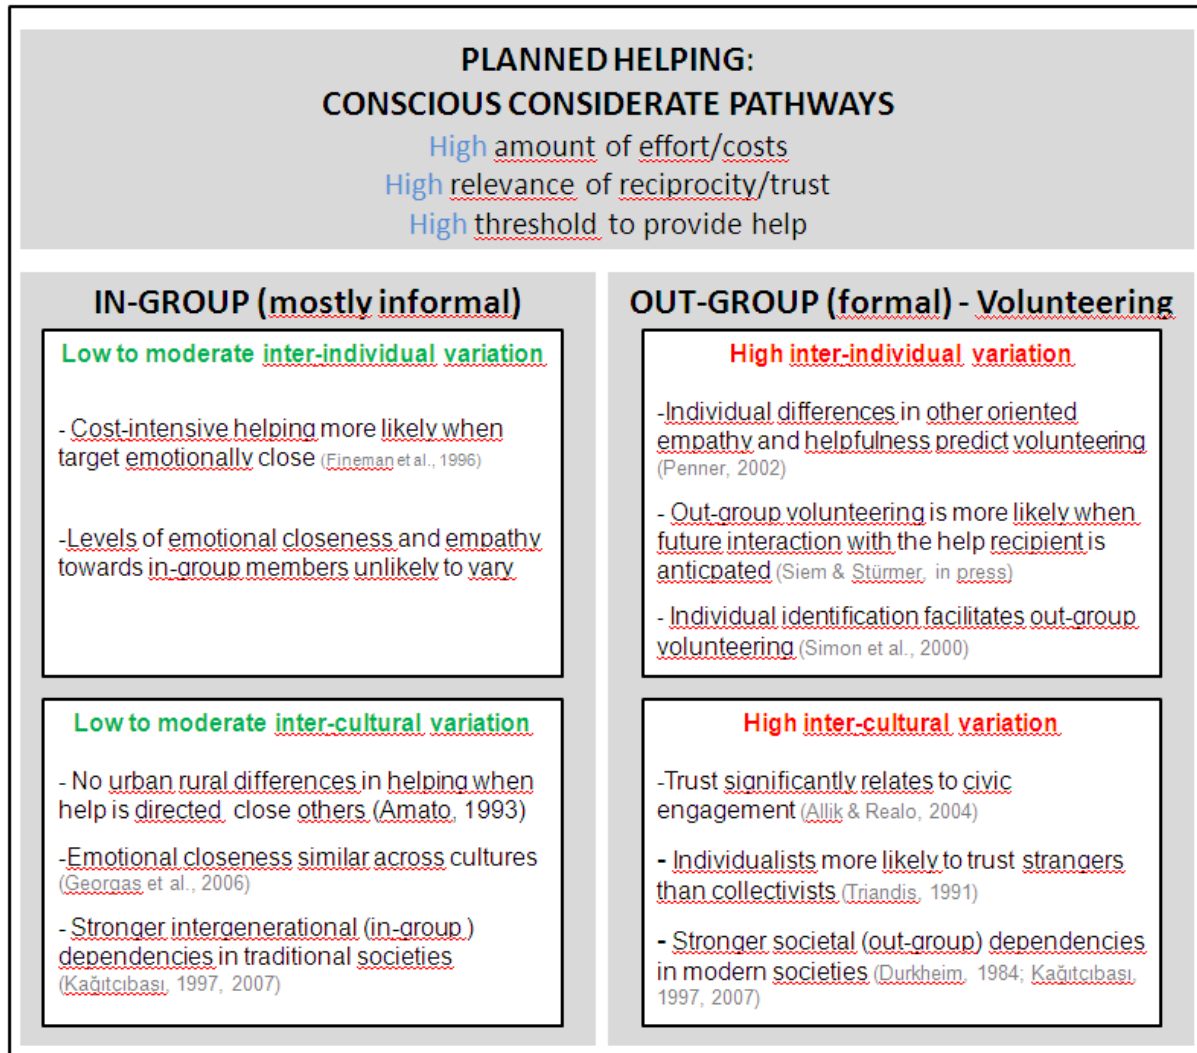 PLANNED HELPING:
CONSCIOUS CONSIDERATE PATHWAYS
High amount of effort/costs
High relevance of reciprocity/trust
High threshold to provide help
IN-GROUP (mostly informal)
Low to moderate inter-individual variation
- Cost-intensive helping more likely when
target emotionally close (Fineman et al., 1996)
-Levels of emotional closeness and empathy
towards in-group members unlikely to vary
Low to moderate inter-cultural variation
- No urban rural differences in helping when
help is directed close others (Amato, 1993)
-Emotional closeness similar across cultures
(Georgas et al., 2006)
- Stronger intergenerational (in-group )
dependencies in traditional societies
(Kağıtcıbası, 1997, 2007)
OUT-GROUP (formal) - Volunteering
High inter-individual variation
-Individual differences in other oriented
empathy and helpfulness predict volunteering
(Penner, 2002)
- Out-group volunteering is more likely when
future interaction with the help recipient is
anticpated (Siem & Stürmer, in press)
- Individual identification facilitates out-group
volunteering (Simon et al., 2000)
High inter-cultural variation
-Trust significantly relates to civic
engagement (Allik & Realo, 2004)
- Individualists more likely to trust strangers
than collectivists (Triandis, 1991)
- Stronger societal (out-group) dependencies
in modern societies (Durkheim, 1984; Kağıtcıbası,
1997, 2007)